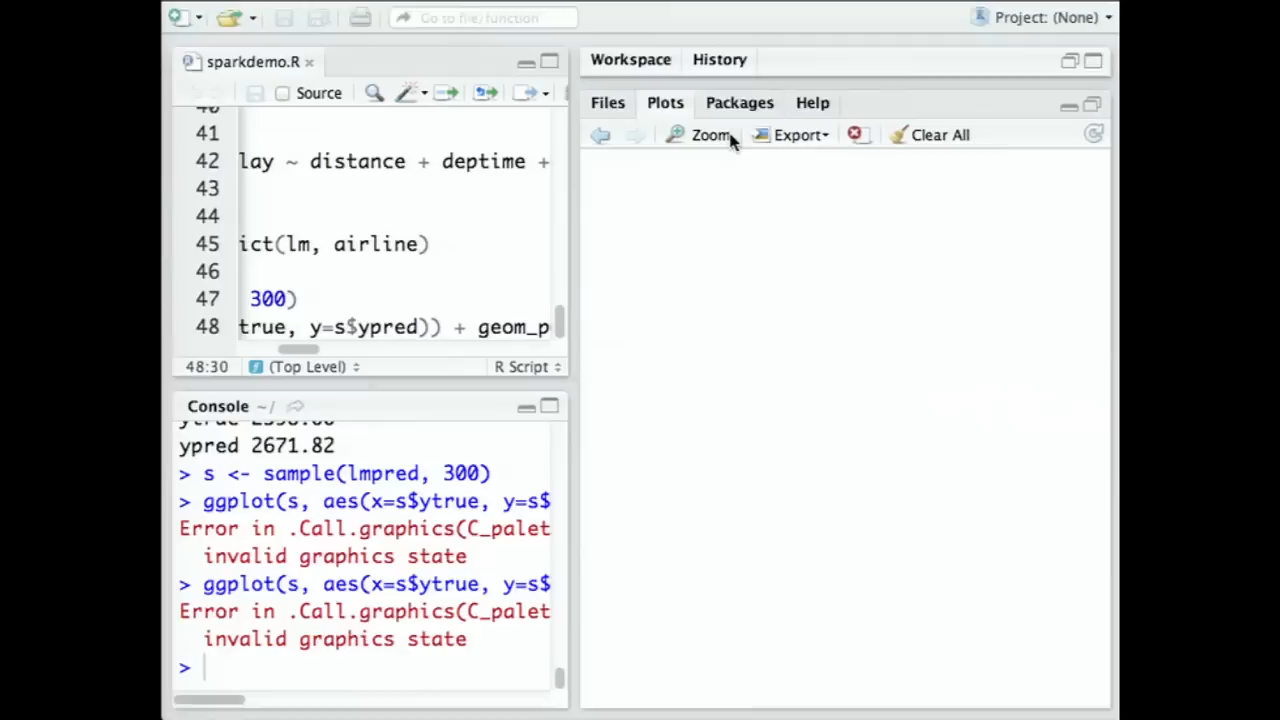 Go to file/function
Project: (None)
sparkdemo.R
Source
40
41
42 lay ~ distance + deptime +
43
44
45 ict(lm, airline)
46
47 300)
48 true, y=s$ypred)) + geom_p
48:30 (Top Level) R Script
Console ~/
ypred 2671.82
> s <- sample(lmpred, 300)
> ggplot(s, aes(x=s$ytrue, y=s$
Error in .Call.graphics(C_palet
invalid graphics state
> ggplot(s, aes(x=s$ytrue, y=s$
Error in .Call.graphics(C_palet
invalid graphics state
>
Workspace History
Files Plots Packages Help
Zoom Export Clear All